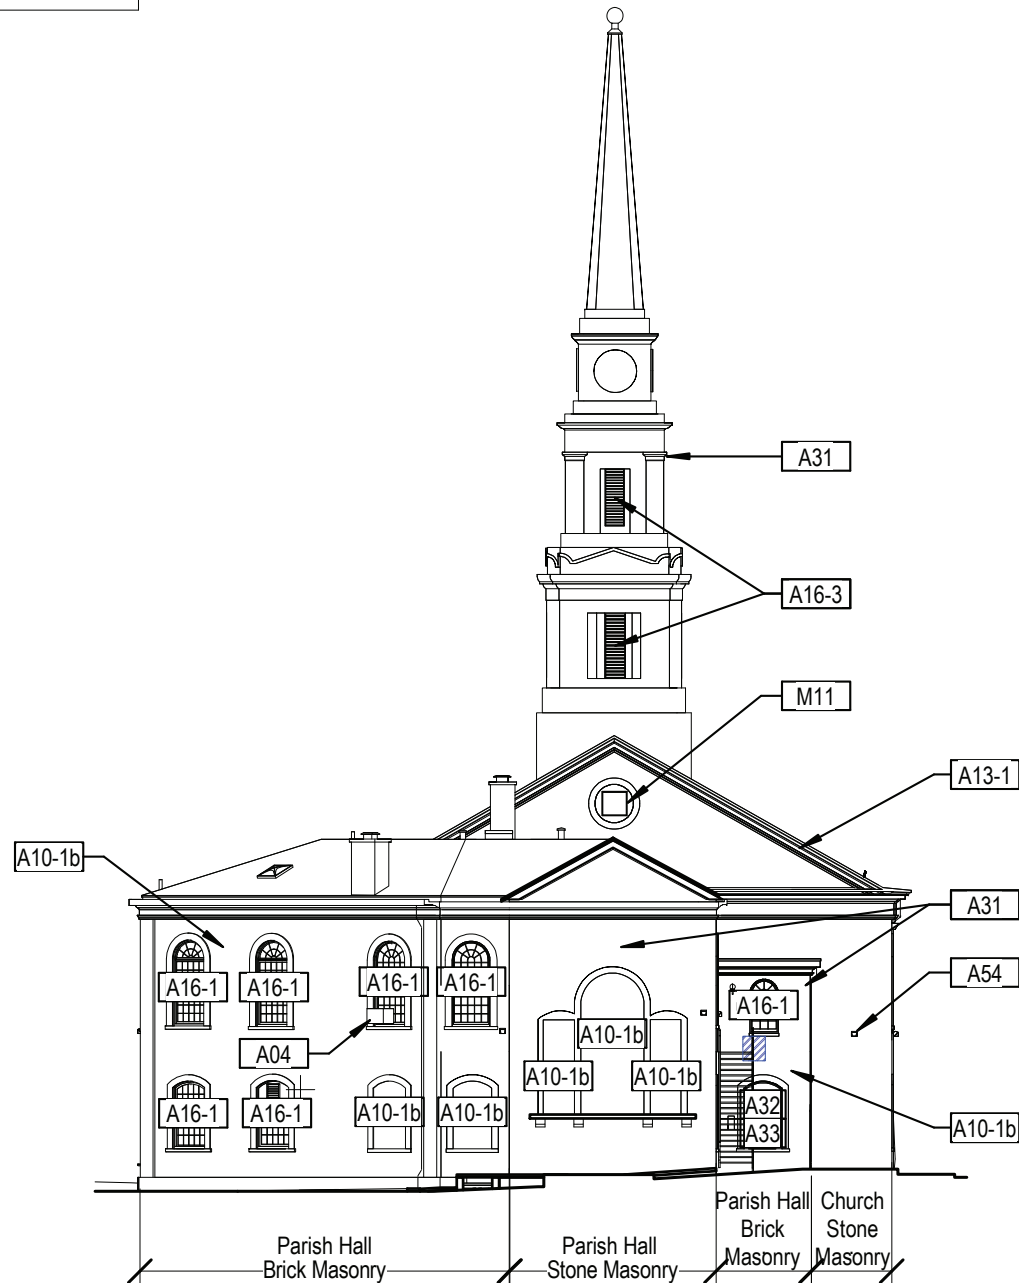 A31
A16-3
M11
A13-1
A10-1b
A31
A16-1
A16-1
A16-1
A16-1
A54
A16-1
A10-1b
A04
A10-1b
A10-1b
A16-1
A16-1
A10-1b
A10-1b
A32
A33
A10-1b
Parish Hall
Brick Masonry
Parish Hall
Stone Masonry
Parish Hall
Brick
Masonry
Church
Stone
Masonry